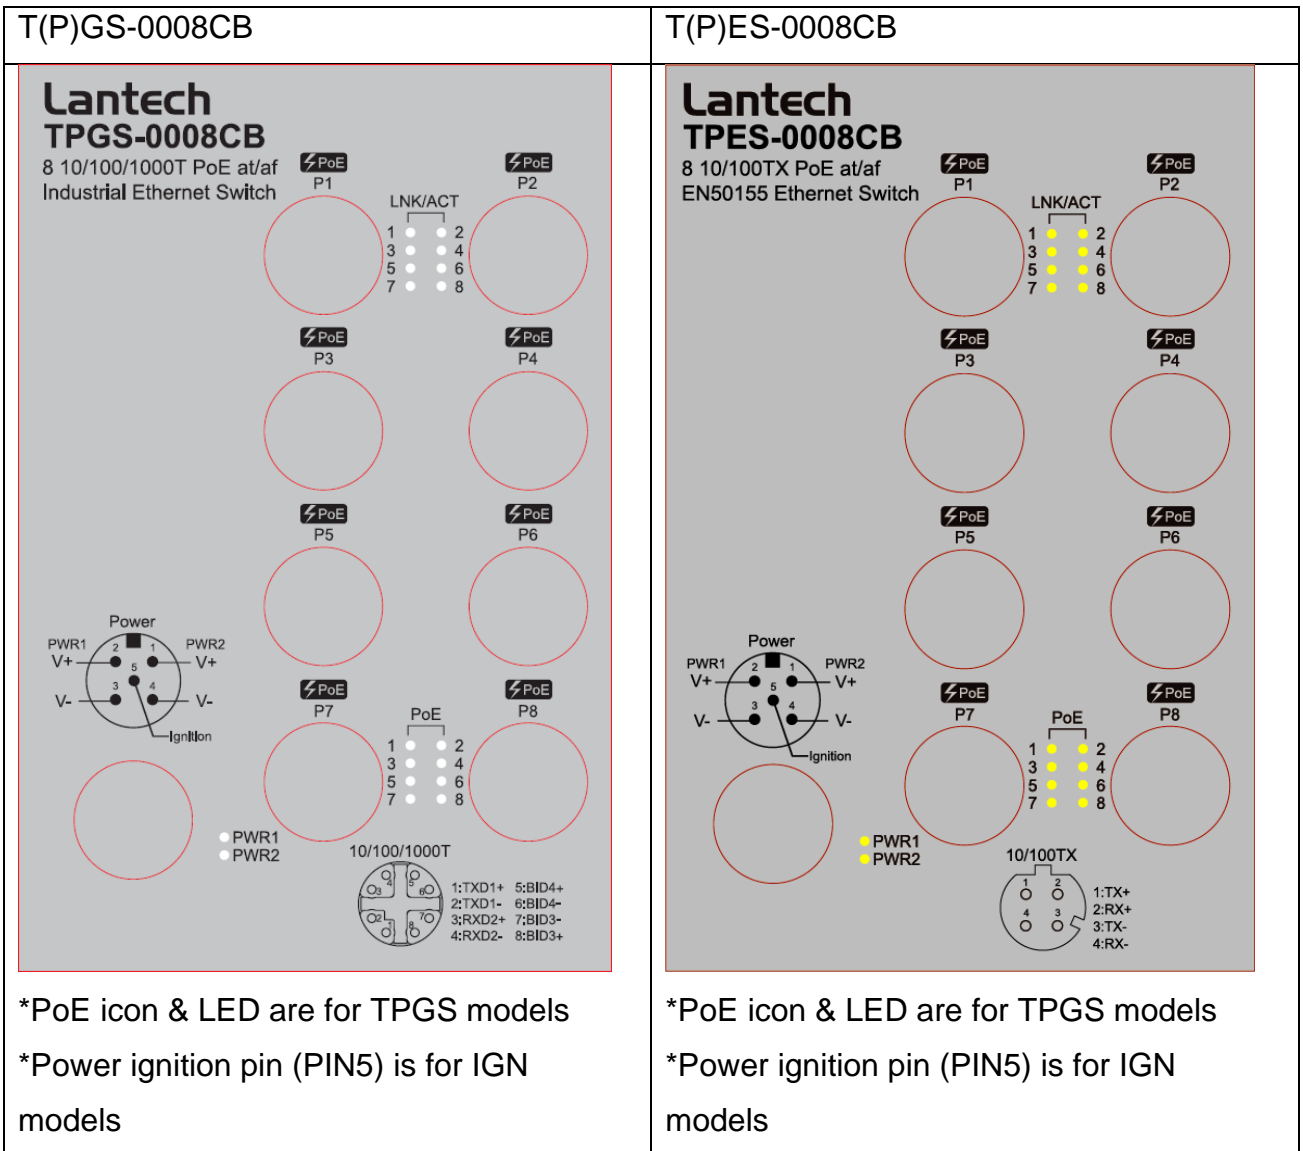 T(P)GS-0008CB
Lantech
TPGS-0008CB
8 10/100/1000T PoE at/af
Industrial Ethernet Switch
PoE
P1
PoE
P2
LNK/ACT
1 2
3 4
5 6
7 8
PoE
P3
PoE
P4
PoE
P5
PoE
P6
Power
PWR1
V+
V-
2 1
5
3 4
PWR2
V+
V-
Ignition
PoE
P7
PoE
P8
PoE
1 2
3 4
5 6
7 8
PWR1
PWR2
10/100/1000T
4 5
3 6
2 7
1 8
1:TXD1+ 5:BID4+
2:TXD1- 6:BID4-
3:RXD2+ 7:BID3-
4:RXD2- 8:BID3+
*PoE icon & LED are for TPGS models
*Power ignition pin (PIN5) is for IGN
models
T(P)ES-0008CB
Lantech
TPES-0008CB
8 10/100TX PoE at/af
EN50155 Ethernet Switch
PoE
P1
PoE
P2
LNK/ACT
1 2
3 4
5 6
7 8
PoE
P3
PoE
P4
PoE
P5
PoE
P6
Power
PWR1
V+
V-
2 1
5
3 4
PWR2
V+
V-
Ignition
PoE
P7
PoE
P8
PoE
1 2
3 4
5 6
7 8
PWR1
PWR2
10/100TX
1 2
4 3
1:TX+
2:RX+
3:TX-
4:RX-
*PoE icon & LED are for TPGS models
*Power ignition pin (PIN5) is for IGN
models